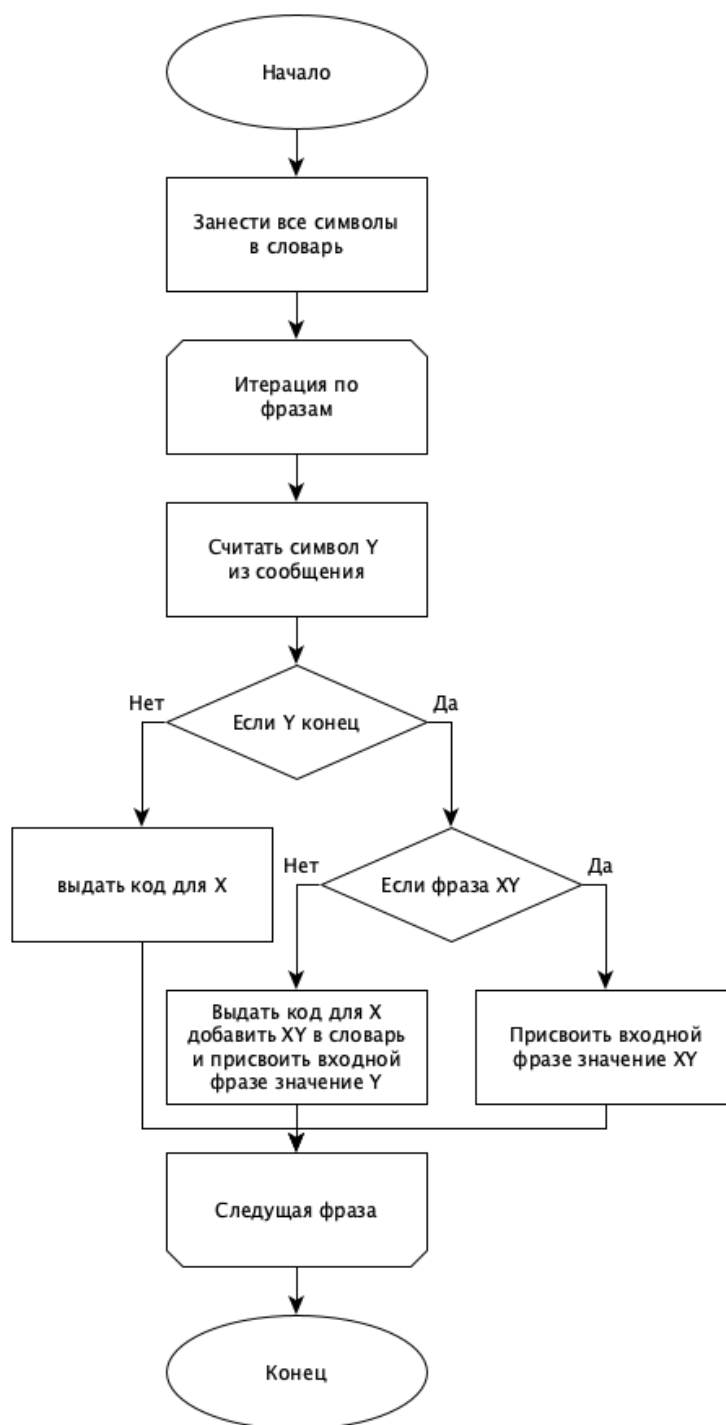 Начало
Занести все символы
в словарь
Итерация по
фразам
Считать символ Y
из сообщения
Нет
Да
Если Y конец
выдать код для X
Нет
Да
Если фраза XY
Выдать код для X
добавить XY в словарь
и присвоить входной
фразе значение Y
Присвоить входной
фразе значение XY
Следущая фраза
Конец